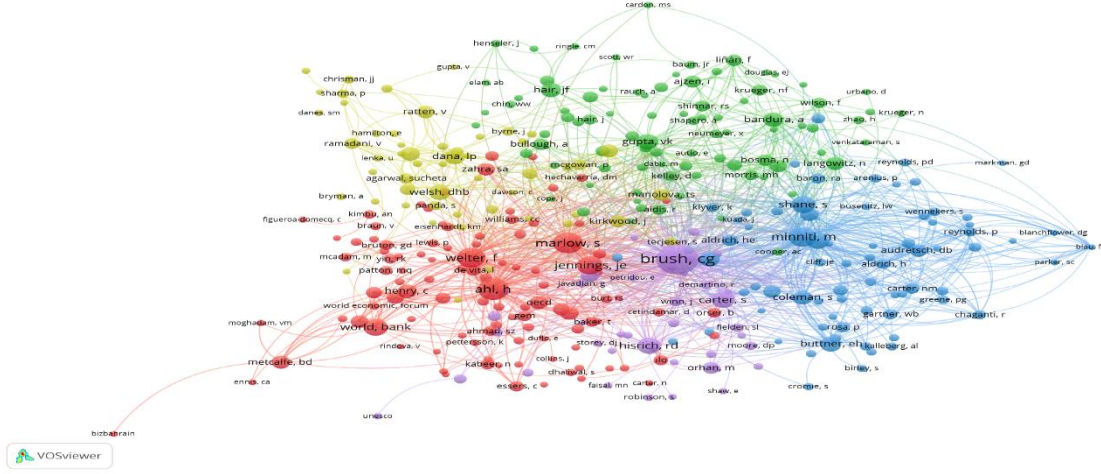 cardon, ms
henseler, j
ringle, cm
scott, wr
baum, jr
liñan, f
douglas, ej
gupta, v
chrisman, jj
elam, ab
hair, jf
rauch, a
ajzen, i
krueger, nf
urbano, d
sharma, p
chin, ww
shinnar, rs
wilson, f
danes, sm
ratten, v
hair, j
shapero, a
bandura, a
krueger, n
zhao, h
hamilton, e
byrne, j
neumeyer, x
ramadani, v
bullough, a
gupta, vk
venkataraman, s
lenka, u
dana, lp
mcgowan, p
autio, e
bosma, n
langowitz, n
reynolds, pd
markman, gd
zahra, sa
hechavarria, dm
dabic, m
kelley, d
morris, mh
baron, ra
arenius, p
agarwal, sucheta
bryman, a
welsh, dhb
dawson, c
cope, j
manolova, ts
klyver, k
shane, s
busenitz, lw
panda, s
aidis, r
figueroa-domecq, c
kimbu, an
williams, cc
kirkwood, j
kuada, j
wennekers, s
braun, v
eisenhardt, km
reynolds, p
blanchflower, dg
bruton, gd
lewis, p
marlow, s
terjesen, s
aldrich, he
minniti, m
audretsch, db
blau, f
mcadam, m
yin, rk
welter, f
brush, cg
cooper, ac
cliff, je
aldrich, h
parker, sc
patton, mq
de vita, l
jennings, je
petridou, e
henry, c
ahl, h
javadian, g
demartino, r
coleman, s
carter, nm
world economic, forum
oecd
burt, rs
winn, j
carter, s
greene, pg
gem
cetindamar, d
orser, b
gartner, wb
chaganti, r
moghadam, vm
world, bank
ahman, sz
baker, t
fielden, sl
rosa, p
pettersson, k
duflo, e
storey, dj
hisrich, rd
moore, dp
buttner, eh
kalleberg, al
rindova, v
metcalfe, bd
kabeer, n
collins, j
ilo
orhan, m
birley, s
ennis, ca
essers, c
dhaliwal, s
faisal, mn
carter, n
shaw, e
cromie, s
robinson, s
unesco
bizbahrain
VOSviewer